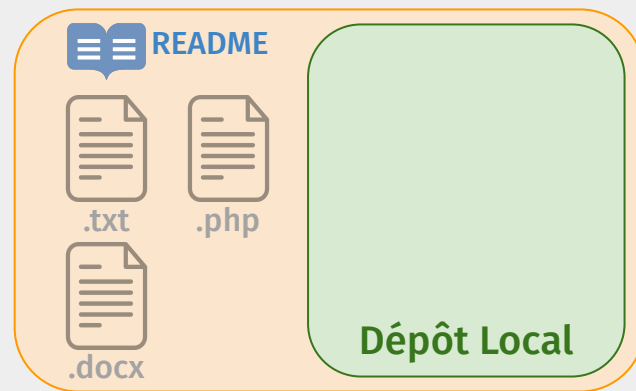 README
.txt
.php
.docx
Dépôt Local